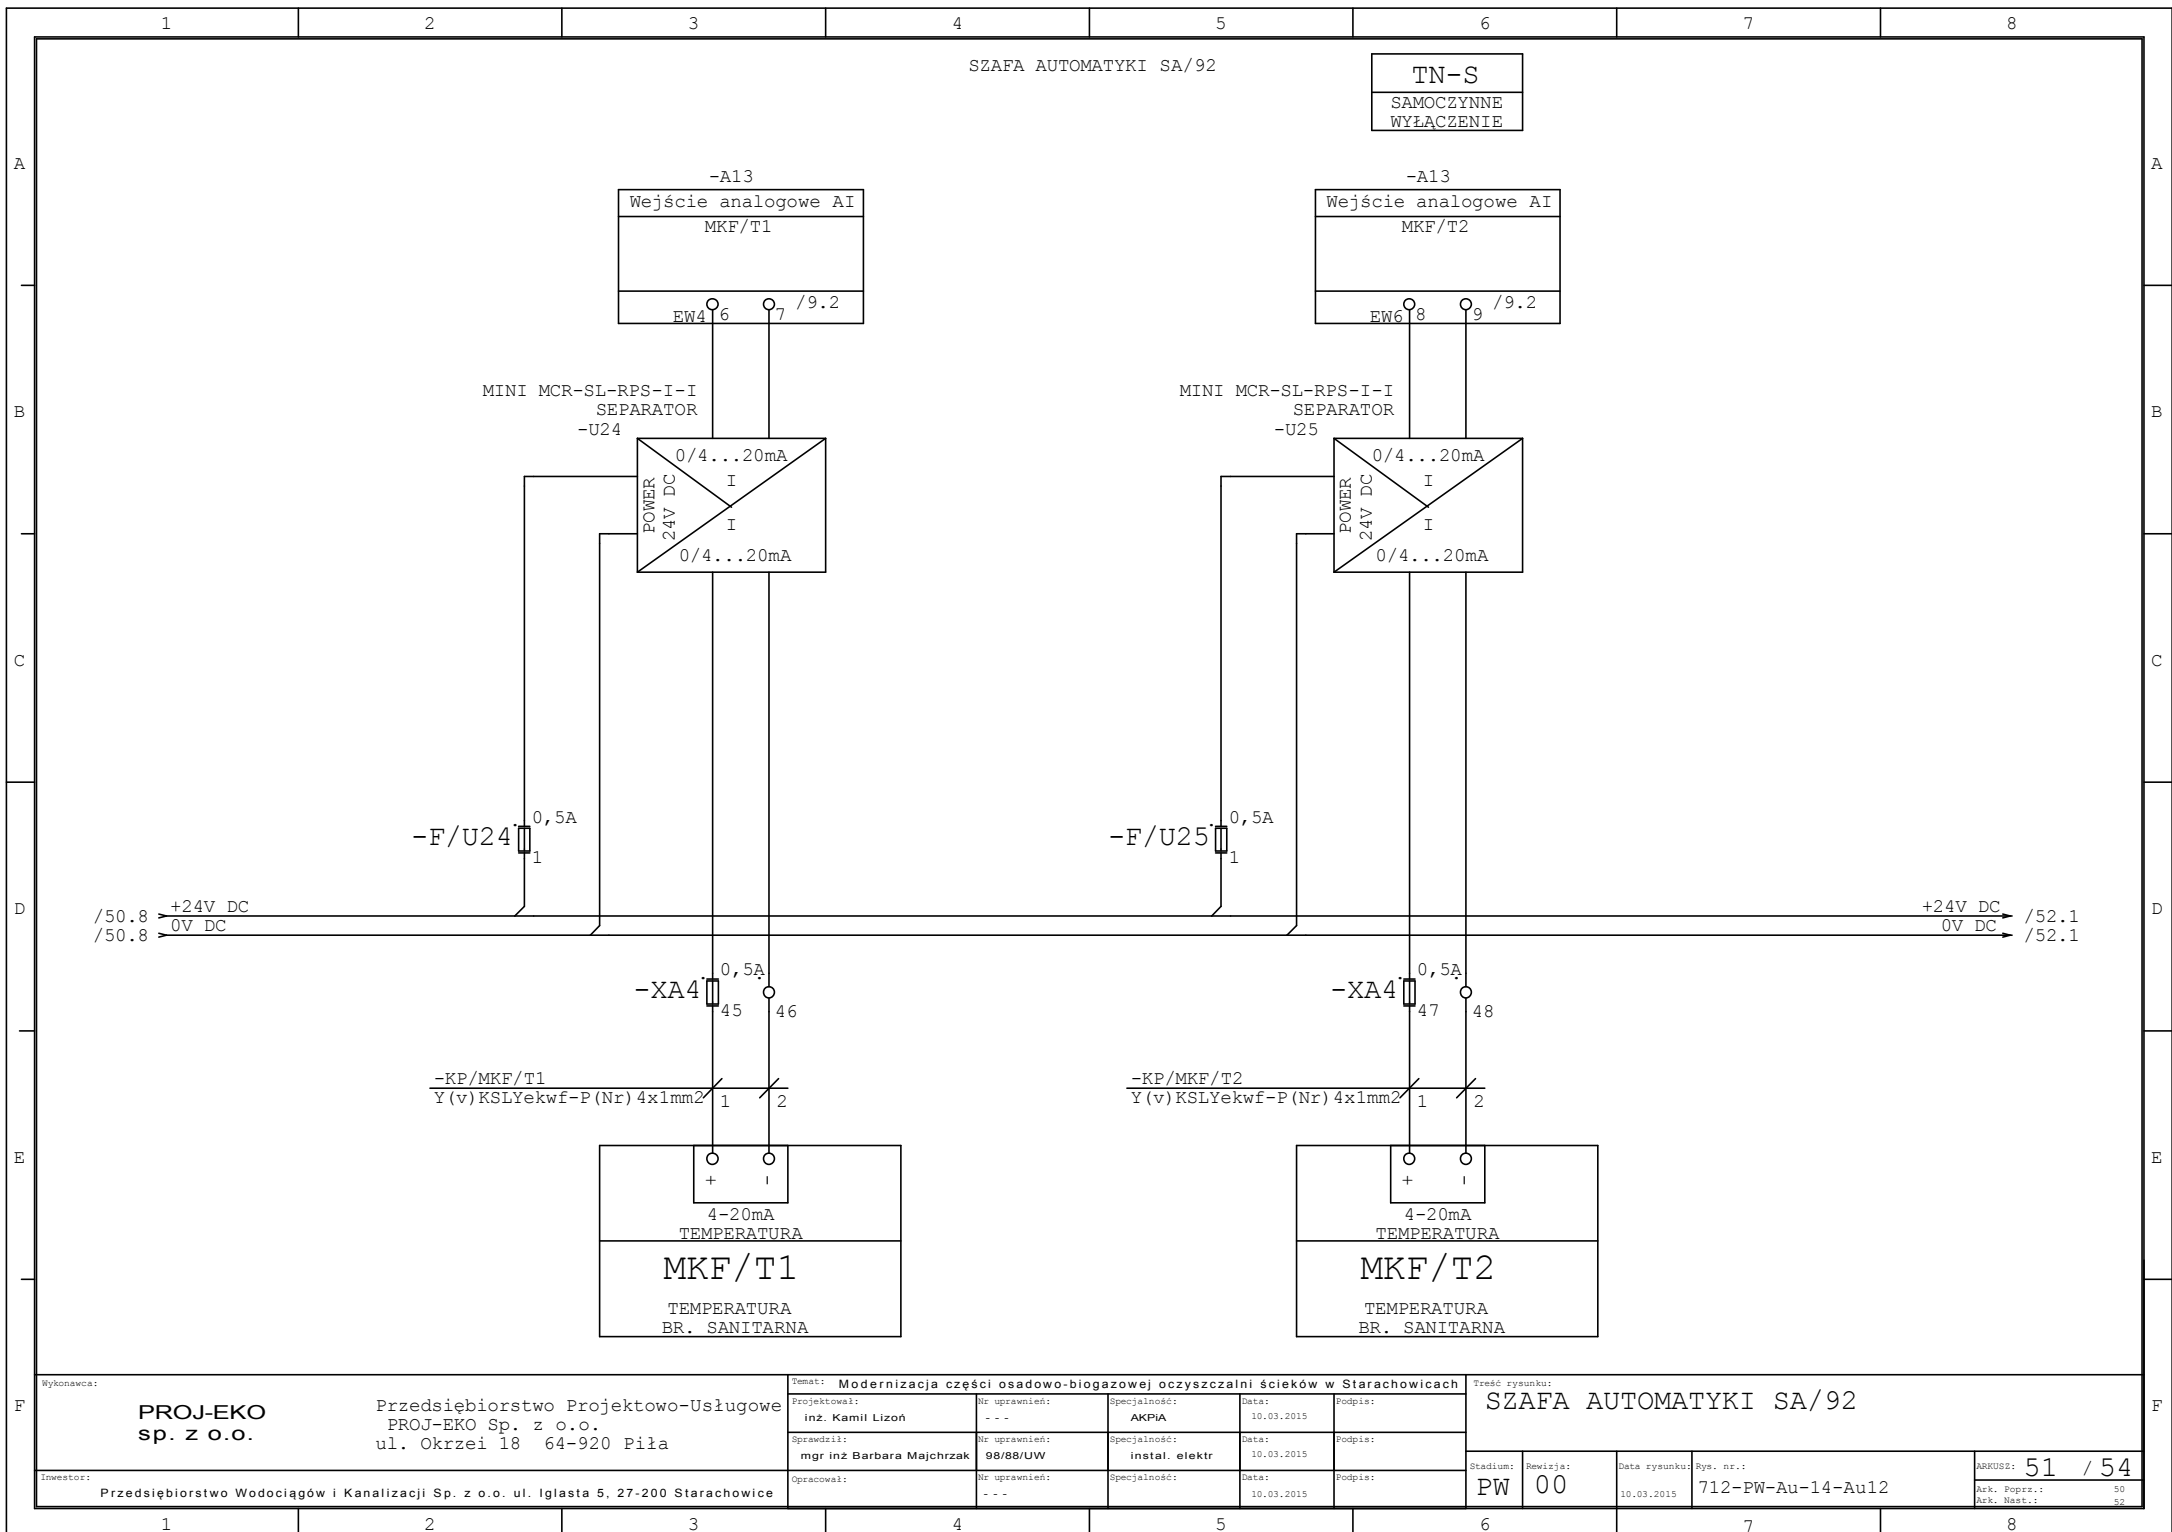 1 2 3 4 5 6 7 8
SZAFA AUTOMATYKI SA/92
TN-S
SAMOCZYNNE
WYŁĄCZENIE
A A
-A13
Wejście analogowe AI
MKF/T1
EW4 6 7 /9.2
-A13
Wejście analogowe AI
MKF/T2
EW6 8 9 /9.2
B B
MINI MCR-SL-RPS-I-I
SEPARATOR
-U24
0/4...20mA
I
POWER
24V DC
I
0/4...20mA
MINI MCR-SL-RPS-I-I
SEPARATOR
-U25
0/4...20mA
I
POWER
24V DC
I
0/4...20mA
C C
-F/U24 0,5A
1
-F/U25 0,5A
1
D D
/50.8 +24V DC
/50.8 0V DC
+24V DC /52.1
0V DC /52.1
-XA4 0,5A
45 46
-XA4 0,5A
47 48
-KP/MKF/T1
Y(v)KSLYekwf-P(Nr)4x1mm2 1 2
-KP/MKF/T2
Y(v)KSLYekwf-P(Nr)4x1mm2 1 2
E E
+ -
4-20mA
TEMPERATURA
MKF/T1
TEMPERATURA
BR. SANITARNA
+ -
4-20mA
TEMPERATURA
MKF/T2
TEMPERATURA
BR. SANITARNA
F F
Wykonawca:
PROJ-EKO
sp. z o.o.
Przedsiębiorstwo Projektowo-Usługowe
PROJ-EKO Sp. z o.o.
ul. Okrzei 18 64-920 Piła
Inwestor:
Przedsiębiorstwo Wodociągów i Kanalizacji Sp. z o.o. ul. Iglasta 5, 27-200 Starachowice
Temat: Modernizacja części osadowo-biogazowej oczyszczalni ścieków w Starachowicach
Projektował: Nr uprawnień: Specjalność: Data: Podpis:
inż. Kamil Lizoń --- AKPiA 10.03.2015
Sprawdził: Nr uprawnień: Specjalność: Data: Podpis:
mgr inż Barbara Majchrzak 98/88/UW instal. elektr 10.03.2015
Opracował: Nr uprawnień: Specjalność: Data: Podpis:
--- 10.03.2015
Treść rysunku:
SZAFA AUTOMATYKI SA/92
Stadium: Rewizja: Data rysunku: Rys. nr.:
PW 00 10.03.2015 712-PW-Au-14-Au12
ARKUSZ: 51 / 54
Ark. Poprz.: 50
Ark. Nast.: 52
1 2 3 4 5 6 7 8